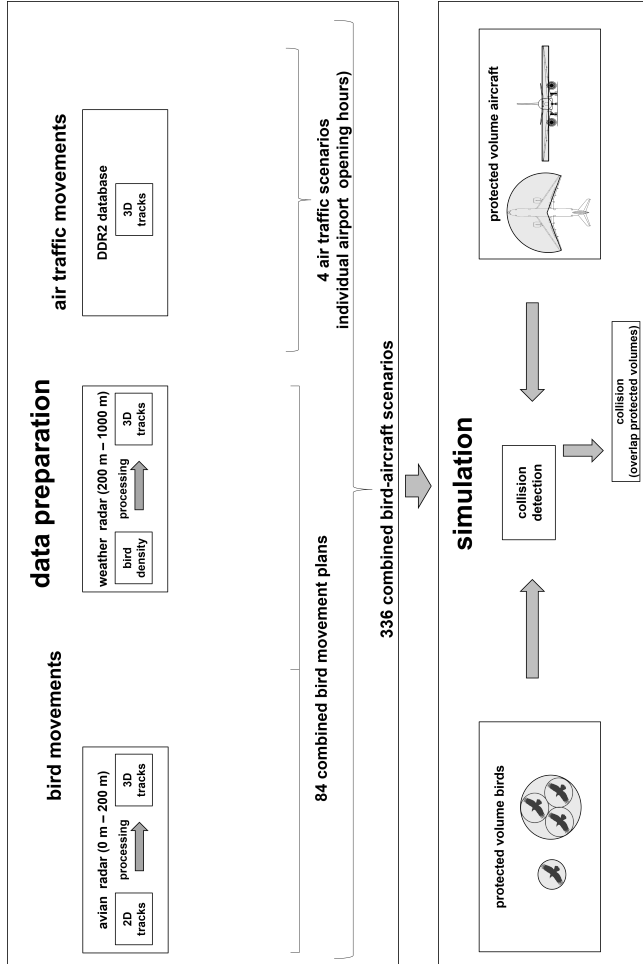 data preparation
bird movements
air traffic movements
avian radar (0 m – 200 m)
2D
tracks
processing
3D
tracks
weather radar (200 m – 1000 m)
bird
density
processing
3D
tracks
DDR2 database
3D
tracks
84 combined bird movement plans
4 air traffic scenarios
individual airport opening hours)
336 combined bird-aircraft scenarios
simulation
protected volume birds
collision
detection
protected volume aircraft
collision
(overlap protected volumes)